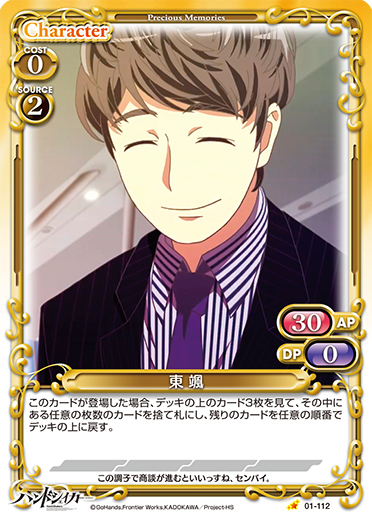 Precious Memories
Character
COST
0
SOURCE
2
30 AP
DP 0
東 颯
このカードが登場した場合、デッキの上のカード3枚を見て、その中に
ある任意の枚数のカードを捨て札にし、残りのカードを任意の順番で
デッキの上に戻す。
この調子で商談が進むといいっすね、センパイ。
ハンドシェイカー
©GoHands,Frontier Works,KADOKAWA／Project-HS
01-112